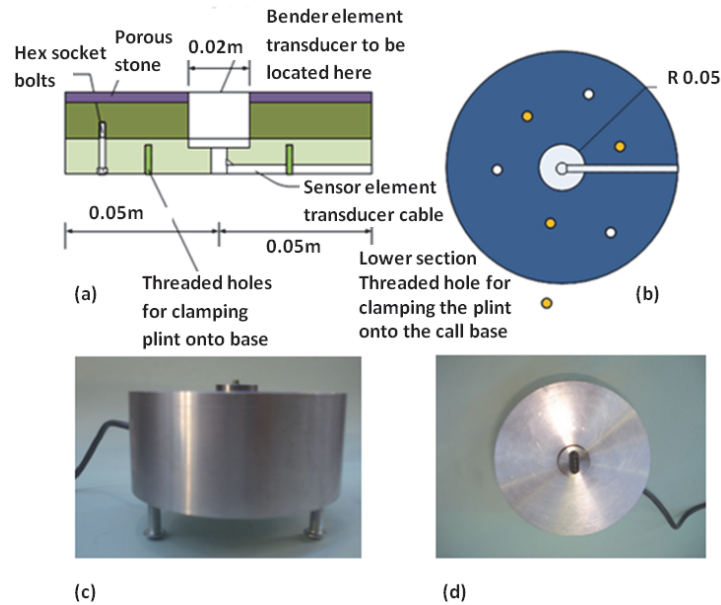 Hex socket
bolts
Porous
stone
0.02m
Bender element
transducer to be
located here
R 0.05
Sensor element
transducer cable
0.05m
0.05m
(a)
Threaded holes
for clamping
plint onto base
Lower section
Threaded hole for
clamping the plint
onto the call base
(b)
(c)
(d)